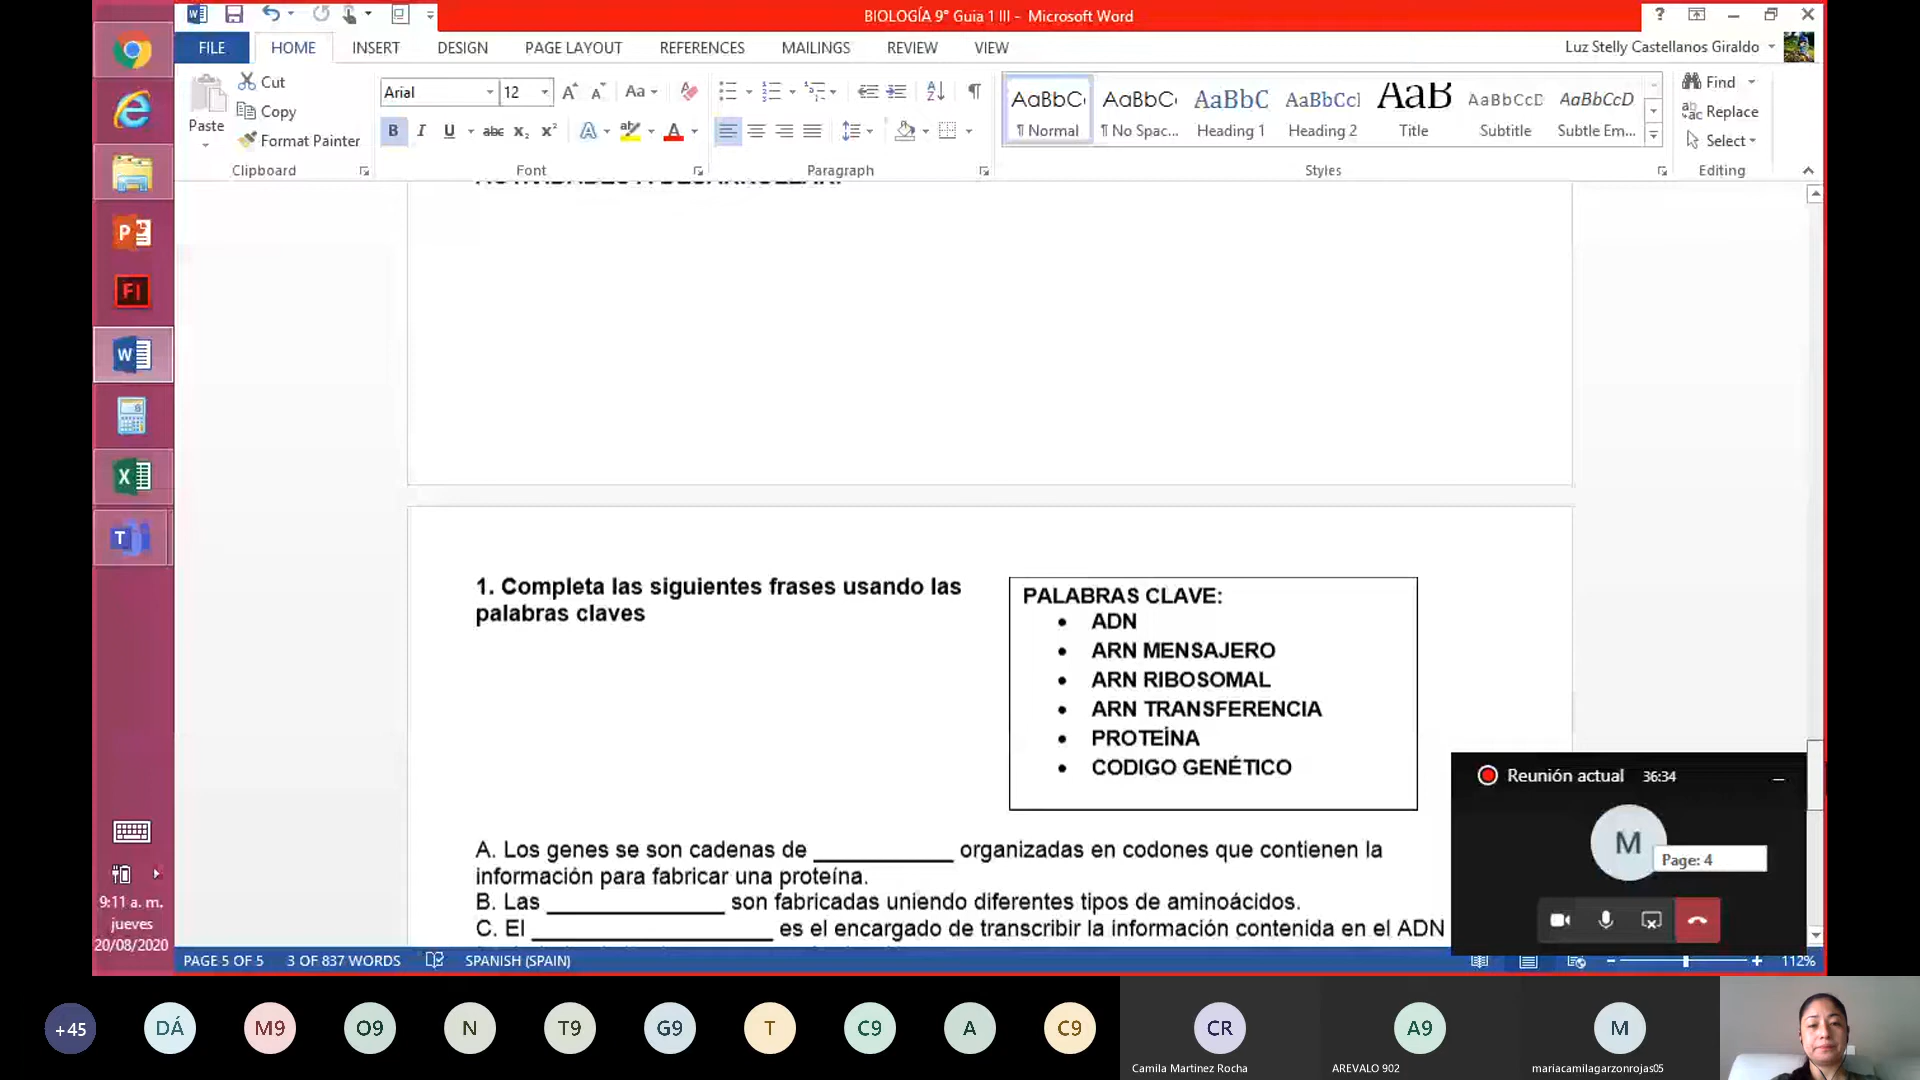 BIOLOGÍA 9° Guia 1 III - Microsoft Word
FILE HOME INSERT DESIGN PAGE LAYOUT REFERENCES MAILINGS REVIEW VIEW
Luz Stelly Castellanos Giraldo
Paste
Cut
Copy
Format Painter
Clipboard
Arial 12
Font
Paragraph
AaBbCc AaBbCc AaBbC AaBbCcI AaB AaBbCcD AaBbCcD
¶ Normal ¶ No Spac... Heading 1 Heading 2 Title Subtitle Subtle Em...
Styles
Find
Replace
Select
Editing
1. Completa las siguientes frases usando las
palabras claves
PALABRAS CLAVE:
• ADN
• ARN MENSAJERO
• ARN RIBOSOMAL
• ARN TRANSFERENCIA
• PROTEÍNA
• CODIGO GENÉTICO
A. Los genes se son cadenas de ____________ organizadas en codones que contienen la
información para fabricar una proteína.
B. Las _______________ son fabricadas uniendo diferentes tipos de aminoácidos.
C. El ____________________ es el encargado de transcribir la información contenida en el ADN
Reunión actual 36:34
M
Page: 4
9:11 a. m.
jueves
20/08/2020
PAGE 5 OF 5 3 OF 837 WORDS SPANISH (SPAIN)
112%
+45 DÁ M9 O9 N T9 G9 T C9 A C9 CR A9 M
Camila Martinez Rocha AREVALO 902 mariacamilagarzonrojas05